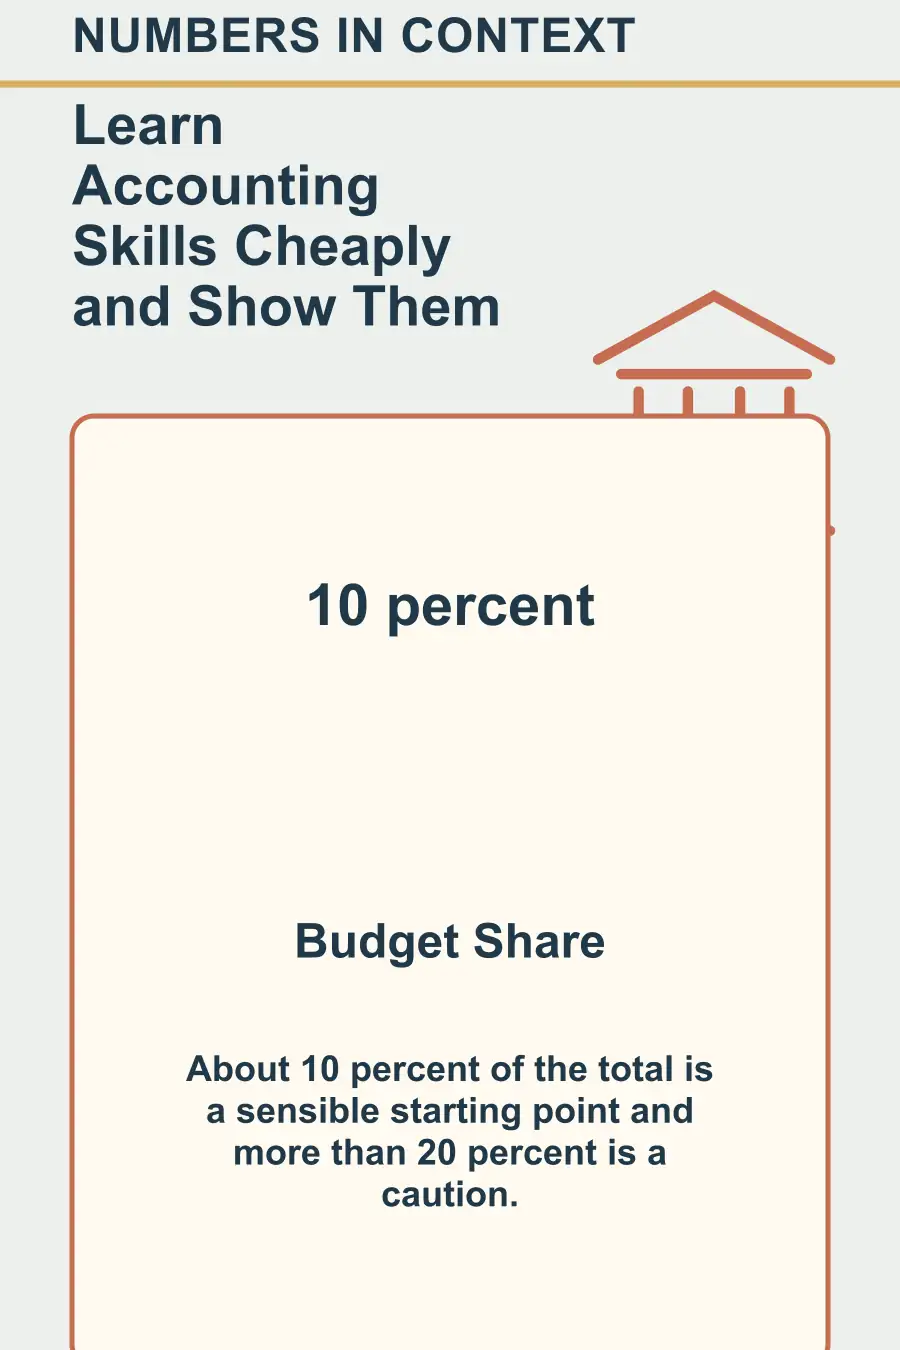 NUMBERS IN CONTEXT
Learn
Accounting
Skills Cheaply
and Show Them
10 percent
Budget Share
About 10 percent of the total is
a sensible starting point and
more than 20 percent is a
caution.